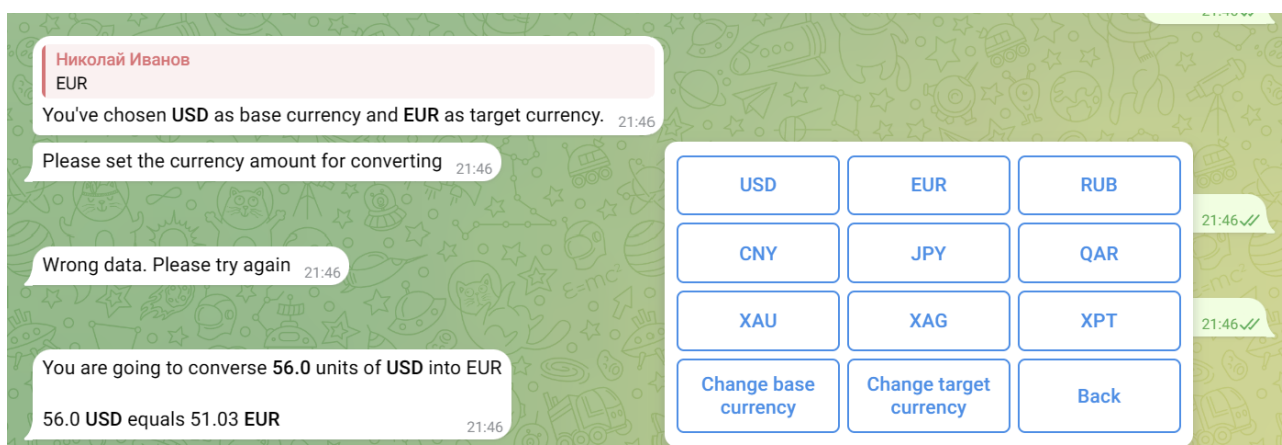 Николай Иванов
EUR
You've chosen USD as base currency and EUR as target currency. 21:46
Please set the currency amount for converting 21:46
Wrong data. Please try again 21:46
You are going to converse 56.0 units of USD into EUR
56.0 USD equals 51.03 EUR 21:46
USD EUR RUB
CNY JPY QAR
XAU XAG XPT
Change base currency
Change target currency
Back
21:46
21:46
E=mc²